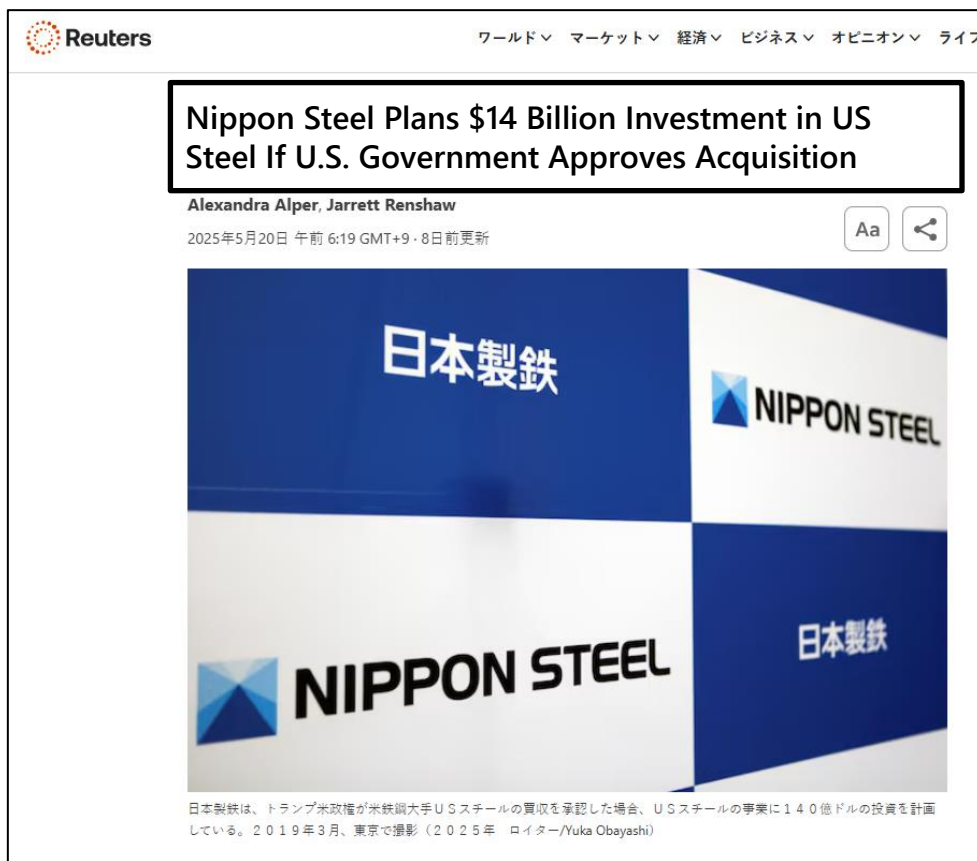 Reuters
ワールド マーケット 経済 ビジネス オピニオン ライフ
Nippon Steel Plans $14 Billion Investment in US
Steel If U.S. Government Approves Acquisition
Alexandra Alper, Jarrett Renshaw
2025年5月20日 午前 6:19 GMT+9 · 8日前更新
Aa
日本製鉄
NIPPON STEEL
NIPPON STEEL
日本製鉄
日本製鉄は、トランプ米政権が米鉄鋼大手ＵＳスチールの買収を承認した場合、ＵＳスチールの事業に１４０億ドルの投資を計画
している。２０１９年３月、東京で撮影（２０２５年　ロイター/Yuka Obayashi）